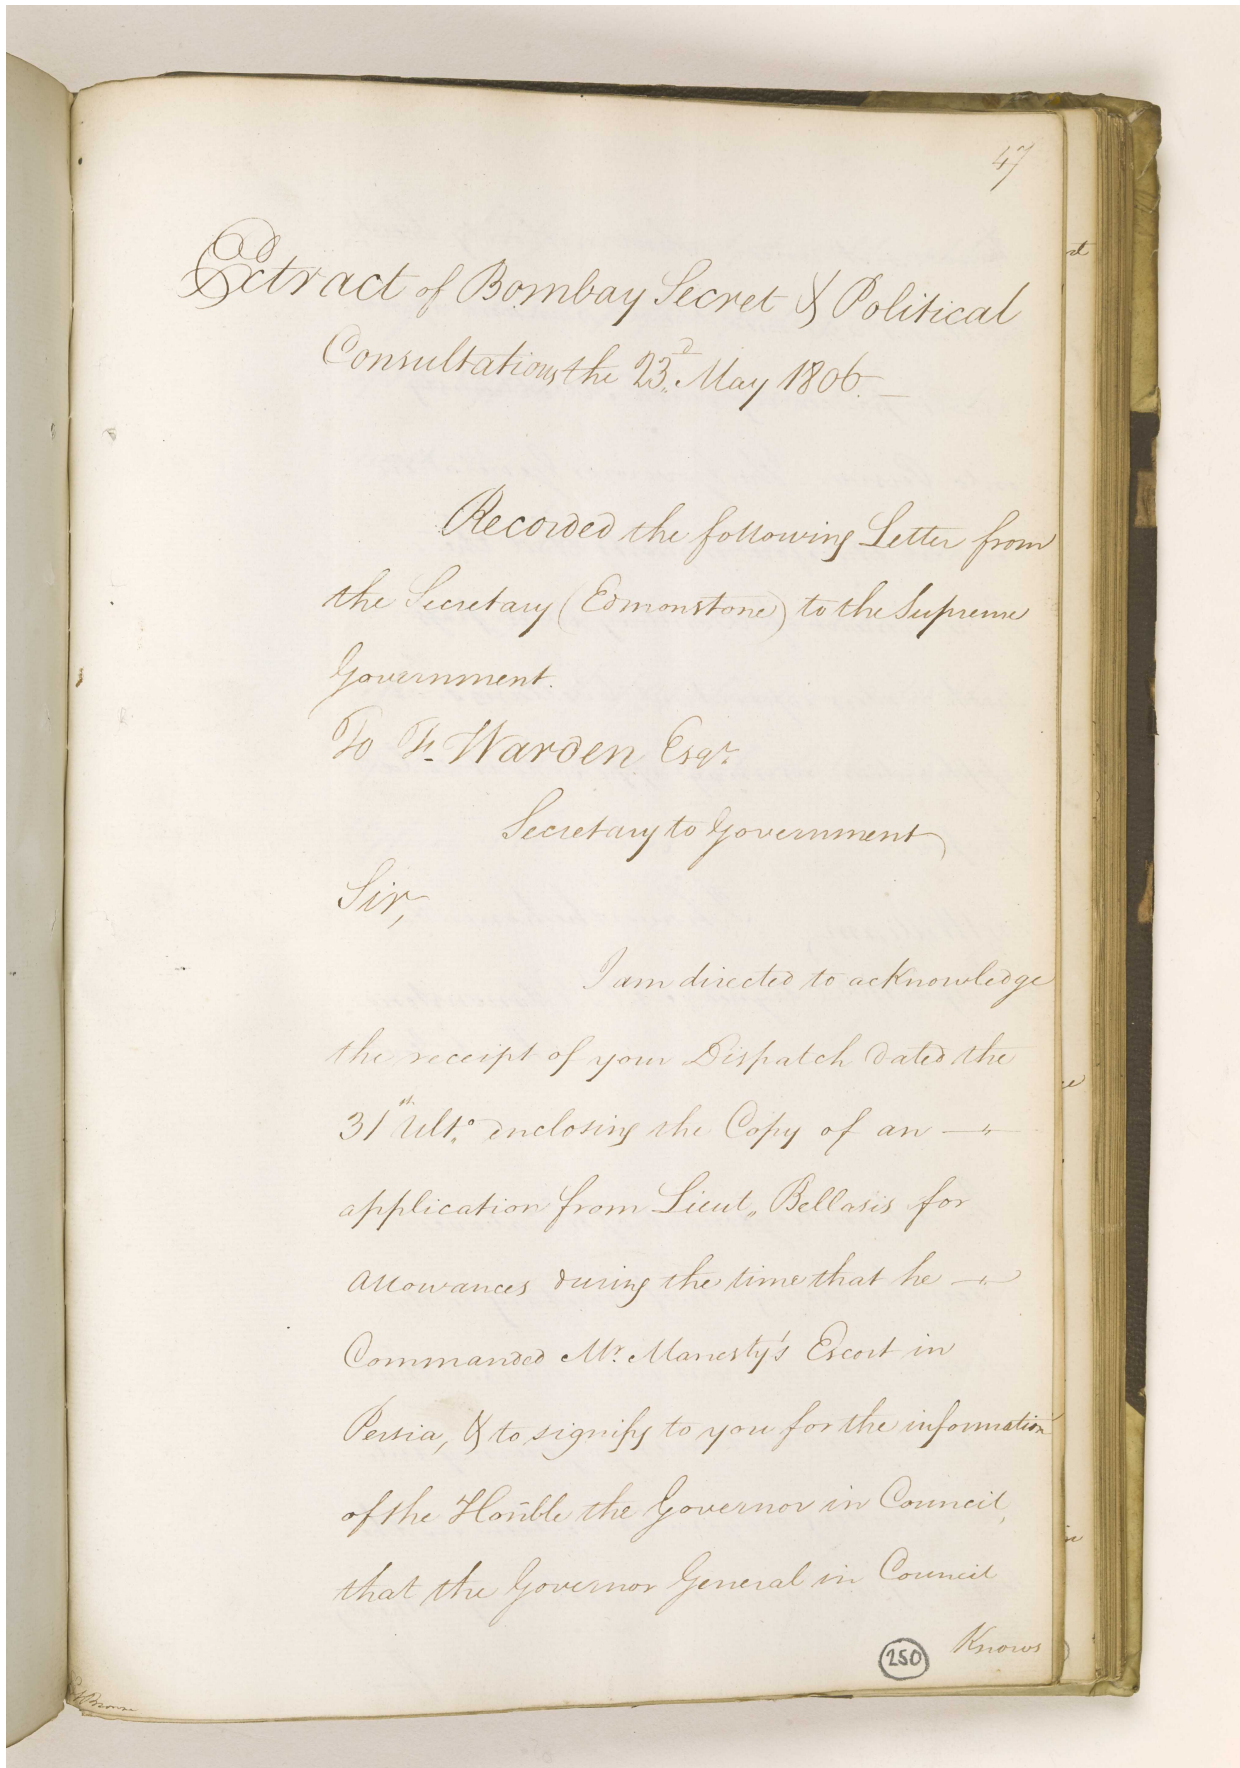 47
Extract of Bombay Secret & Political
Consultations the 23d. May 1806. —
Recorded the following Letter from
the Secretary (Edmonstone) to the Supreme
Government.
To F. Warden Esqr.
Secretary to Government
Sir,
I am directed to acknowledge
the receipt of your Dispatch dated the
31th Ulto. enclosing the Copy of an —"—
application from Lieut„ Bellasis for
Allowances during the time that he —"—
Commanded Mr. Manesty's Escort in
Persia, & to signify to you for the information
of the Honble the Governor in Council,
that the Governor General in Council
Knows
250